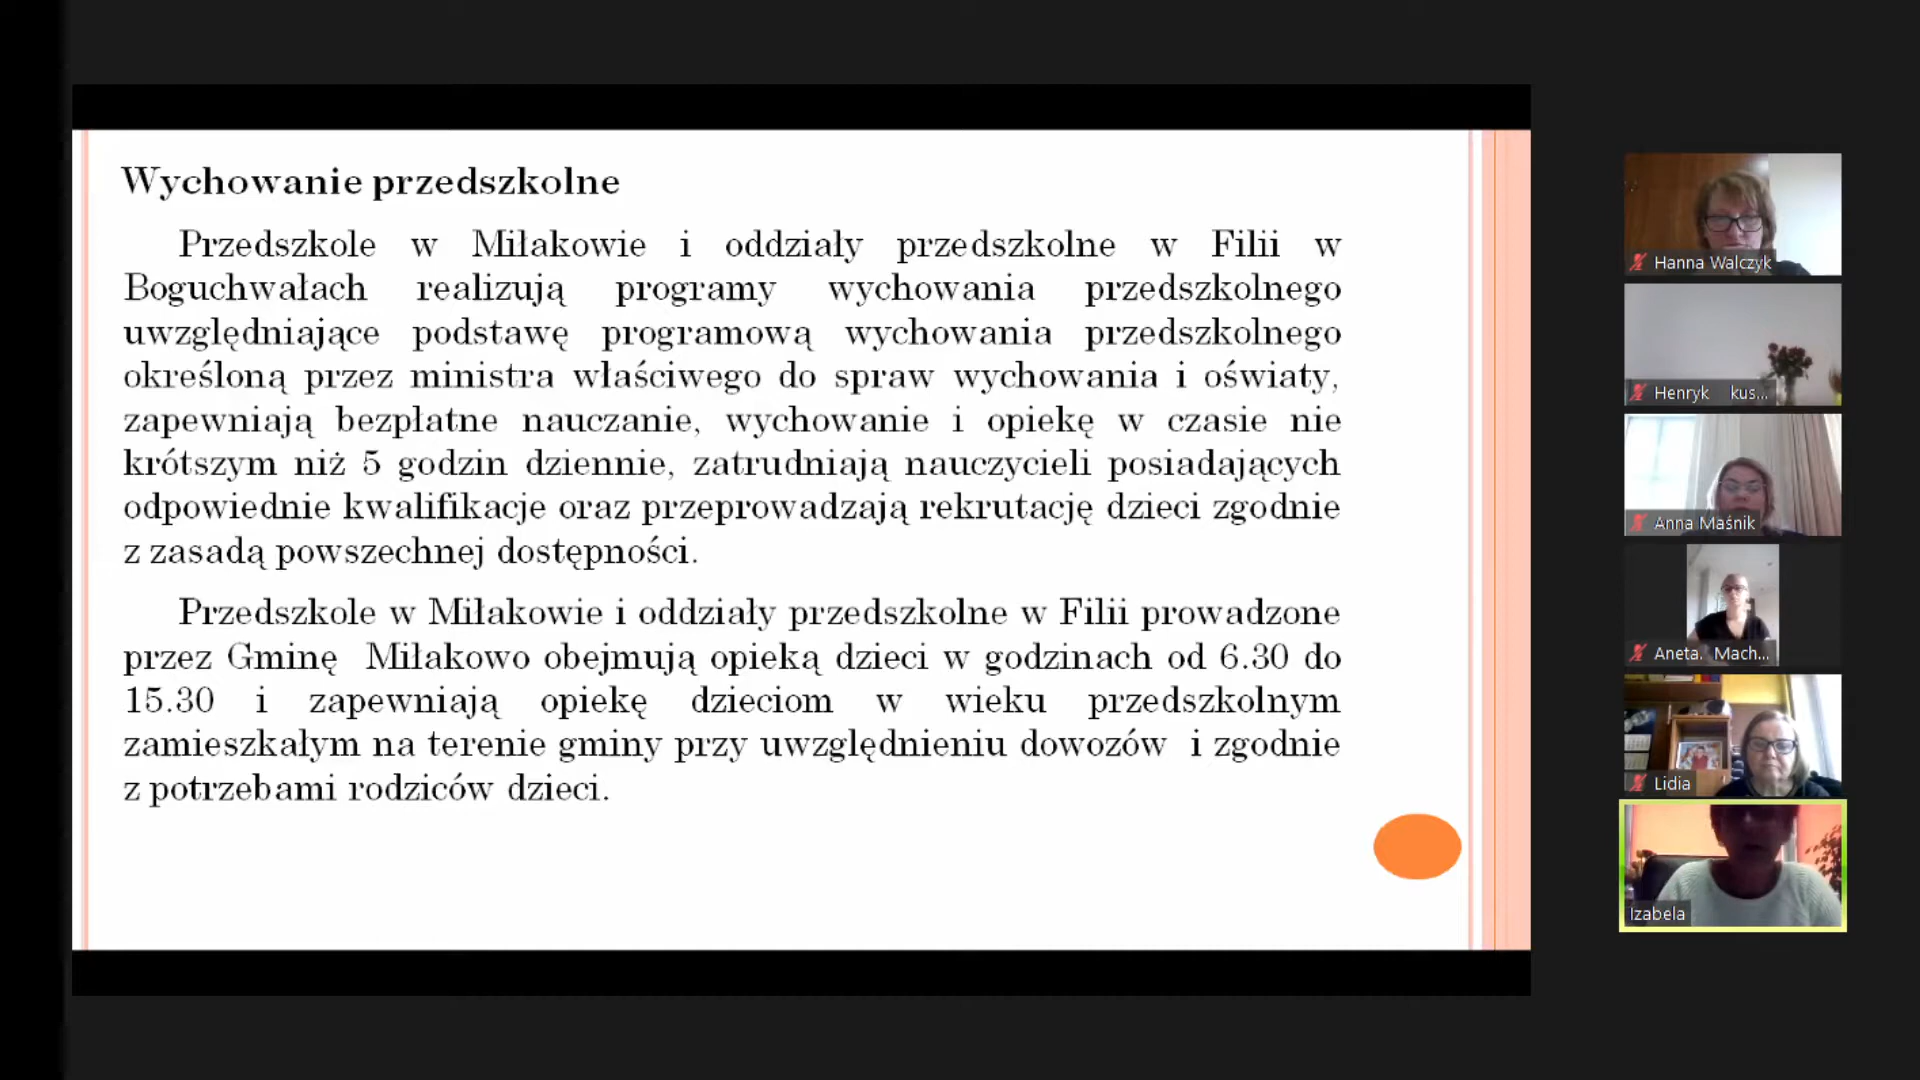 Wychowanie przedszkolne
Przedszkole w Miłakowie i oddziały przedszkolne w Filii w
Boguchwałach realizują programy wychowania przedszkolnego
uwzględniające podstawę programową wychowania przedszkolnego
określoną przez ministra właściwego do spraw wychowania i oświaty,
zapewniają bezpłatne nauczanie, wychowanie i opiekę w czasie nie
krótszym niż 5 godzin dziennie, zatrudniają nauczycieli posiadających
odpowiednie kwalifikacje oraz przeprowadzają rekrutację dzieci zgodnie
z zasadą powszechnej dostępności.
Przedszkole w Miłakowie i oddziały przedszkolne w Filii prowadzone
przez Gminę Miłakowo obejmują opieką dzieci w godzinach od 6.30 do
15.30 i zapewniają opiekę dzieciom w wieku przedszkolnym
zamieszkałym na terenie gminy przy uwzględnieniu dowozów i zgodnie
z potrzebami rodziców dzieci.
Hanna Walczyk
Henryk kus...
Anna Maśnik
Aneta. Mach...
Lidia
Izabela